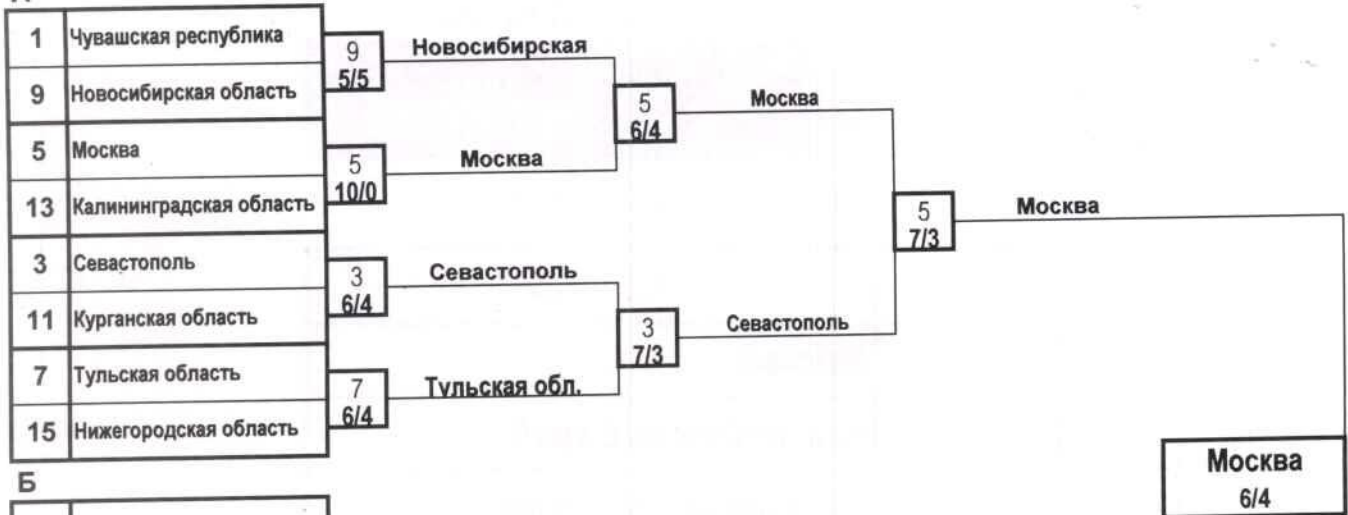 1 Чувашская республика
9
5/5
Новосибирская
9 Новосибирская область
5
6/4
Москва
5 Москва
5
10/0
Москва
13 Калининградская область
5
7/3
Москва
3 Севастополь
3
6/4
Севастополь
11 Курганская область
3
7/3
Севастополь
7 Тульская область
7
6/4
Тульская обл.
15 Нижегородская область
Москва
6/4
Б